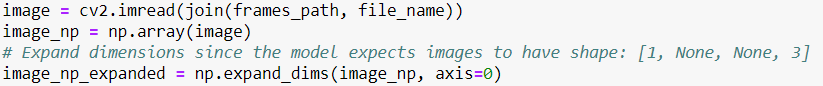 image = cv2.imread(join(frames_path, file_name))
image_np = np.array(image)
# Expand dimensions since the model expects images to have shape: [1, None, None, 3]
image_np_expanded = np.expand_dims(image_np, axis=0)